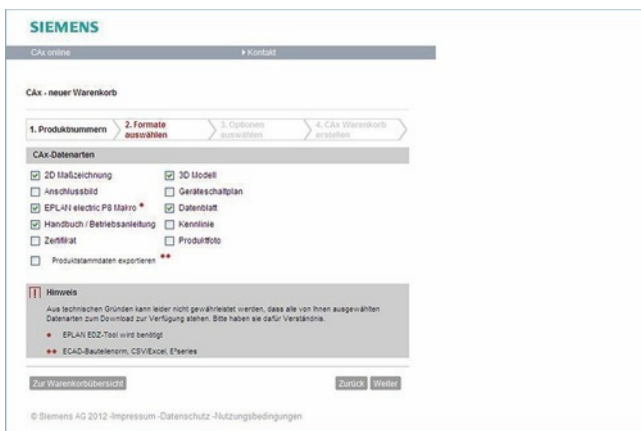 SIEMENS
CAx online
Kontakt
CAx - neuer Warenkorb
1. Produktnummern
2. Formate
auswählen
3. Optionen
auswählen
4. CAx Warenkorb
erstellen
CAx-Datenarten
2D Maßzeichnung
3D Modell
Anschlussbild
Geräteschaltplan
EPLAN electric P8 Makro *
Datenblatt
Handbuch / Betriebsanleitung
Kennlinie
Zertifikat
Produktfoto
Produktstammdaten exportieren **
Hinweis
Aus technischen Gründen kann leider nicht gewährleistet werden, dass alle von Ihnen ausgewählten
Datenarten zum Download zur Verfügung stehen. Bitte haben sie dafür Verständnis.
* EPLAN EDZ-Tool wird benötigt
** ECAD-Bauteilenorm, CSV/Excel, E³series
Zur Warenkorbübersicht
Zurück
Weiter
© Siemens AG 2012 -Impressum -Datenschutz -Nutzungsbedingungen